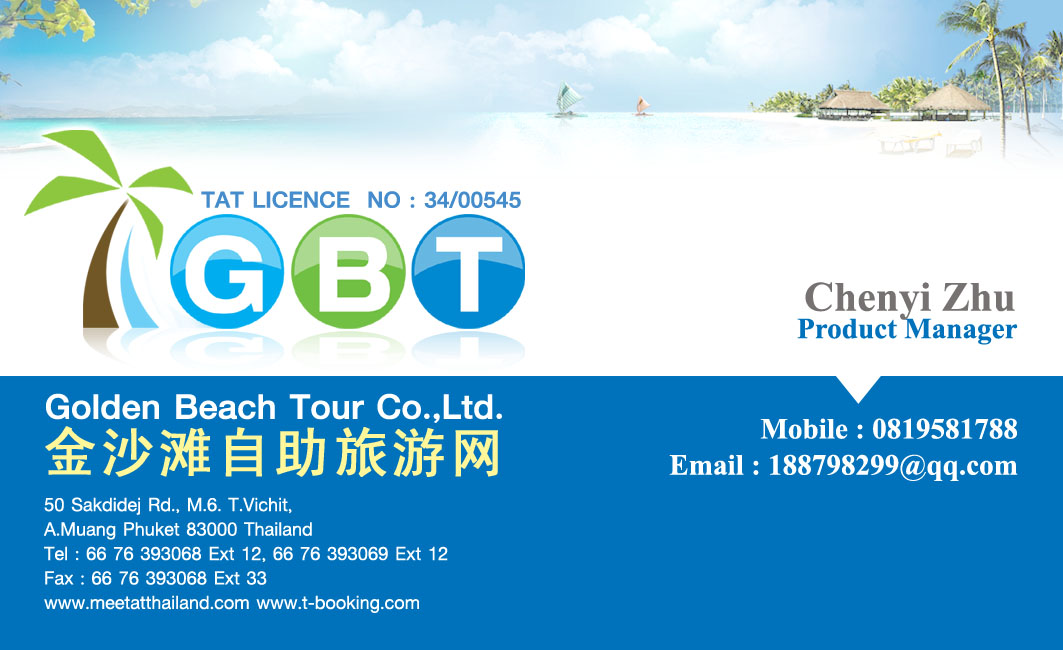 TAT LICENCE NO : 34/00545
GBT
Chenyi Zhu
Product Manager
Golden Beach Tour Co.,Ltd.
金沙滩自助旅游网
50 Sakdidej Rd., M.6. T.Vichit,
A.Muang Phuket 83000 Thailand
Tel : 66 76 393068 Ext 12, 66 76 393069 Ext 12
Fax : 66 76 393068 Ext 33
www.meetatthailand.com www.t-booking.com
Mobile : 0819581788
Email : 188798299@qq.com